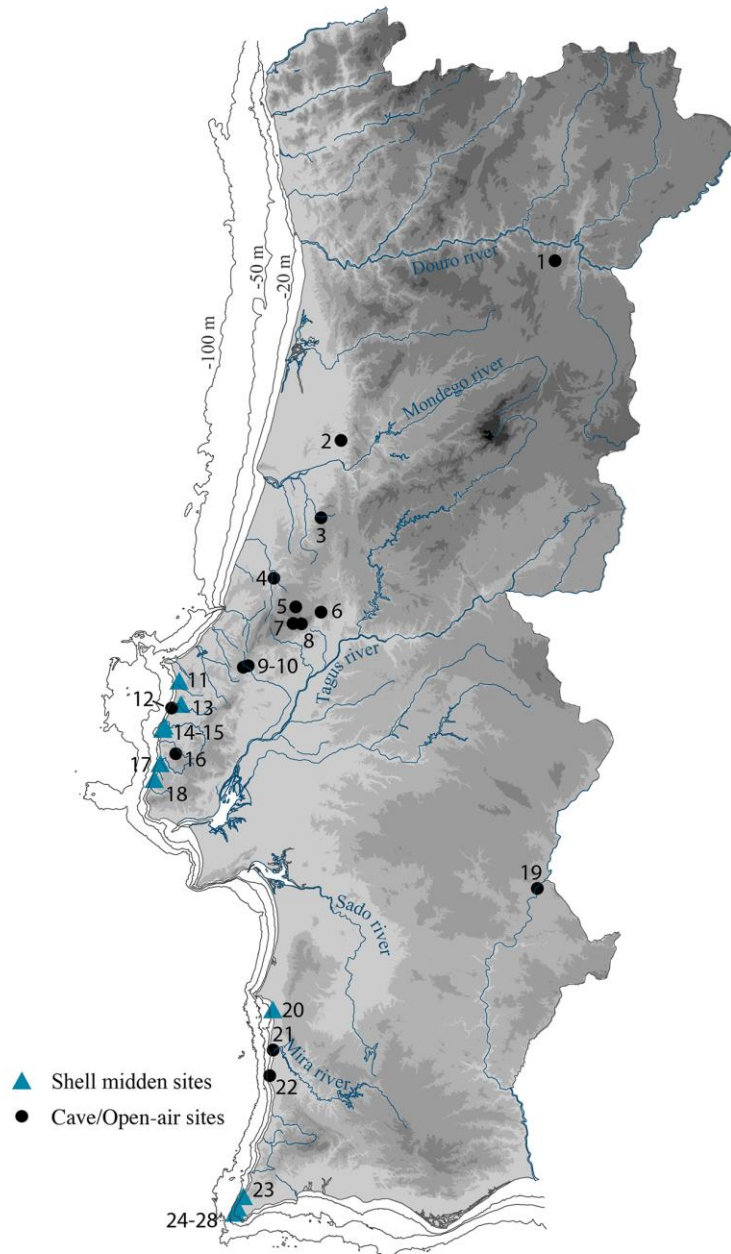 -100 m
-50 m
-20 m
Douro river
1
Mondego river
2
3
4
5
6
7
8
9-10
Tagus river
11
12
13
14-15
16
17
18
19
Sado river
20
21
Mira river
22
Shell midden sites
Cave/Open-air sites
23
24-28